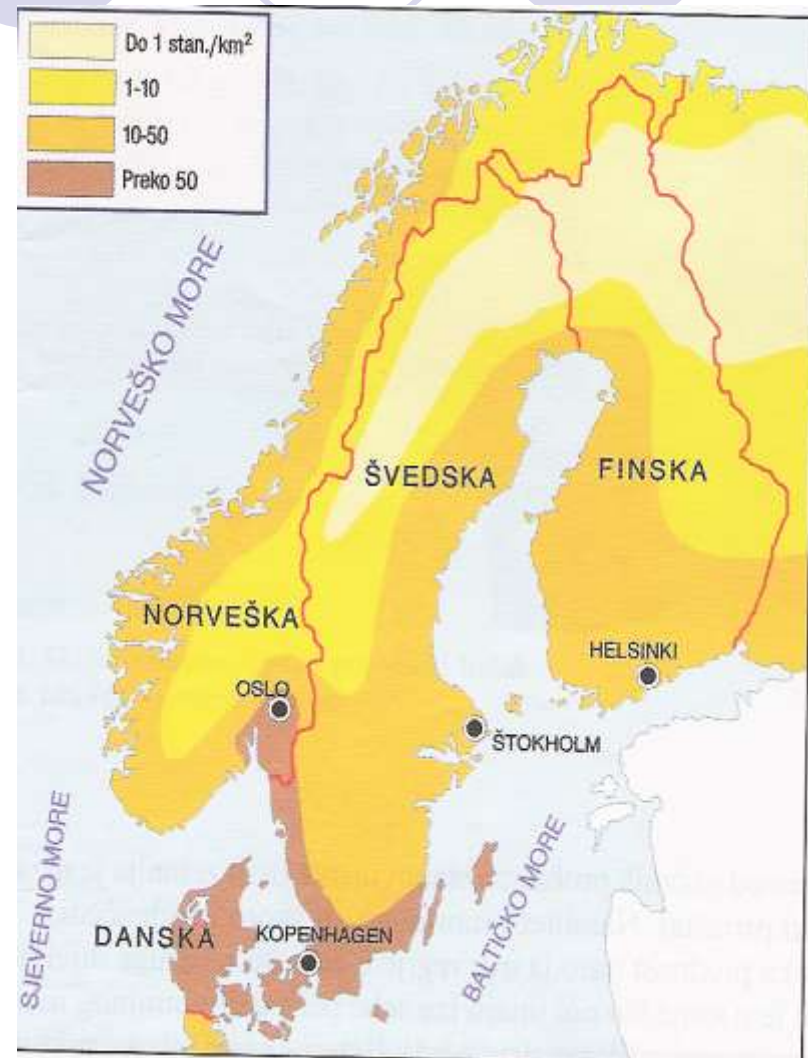 Do 1 stan./km²
1-10
10-50
Preko 50
NORVEŠKO MORE
ŠVEDSKA
FINSKA
NORVEŠKA
HELSINKI
OSLO
ŠTOKHOLM
SJEVERNO MORE
BALTIČKO MORE
DANSKA
KOPENHAGEN